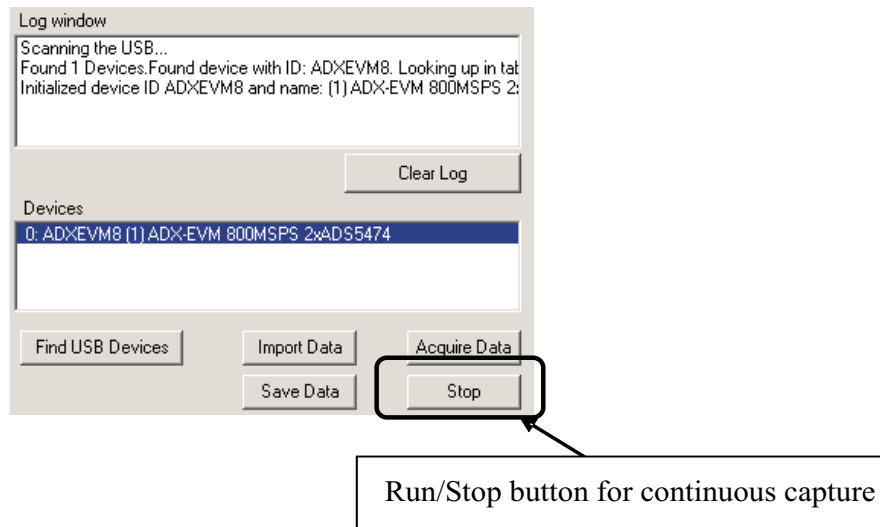 Log window
Scanning the USB...
Found 1 Devices.Found device with ID: ADXEVM8. Looking up in tab
Initialized device ID ADXEVM8 and name: (1) ADX-EVM 800MSPS 2x
Clear Log
Devices
0: ADXEVM8 (1) ADX-EVM 800MSPS 2xADS5474
Find USB Devices Import Data Acquire Data
Save Data Stop
Run/Stop button for continuous capture